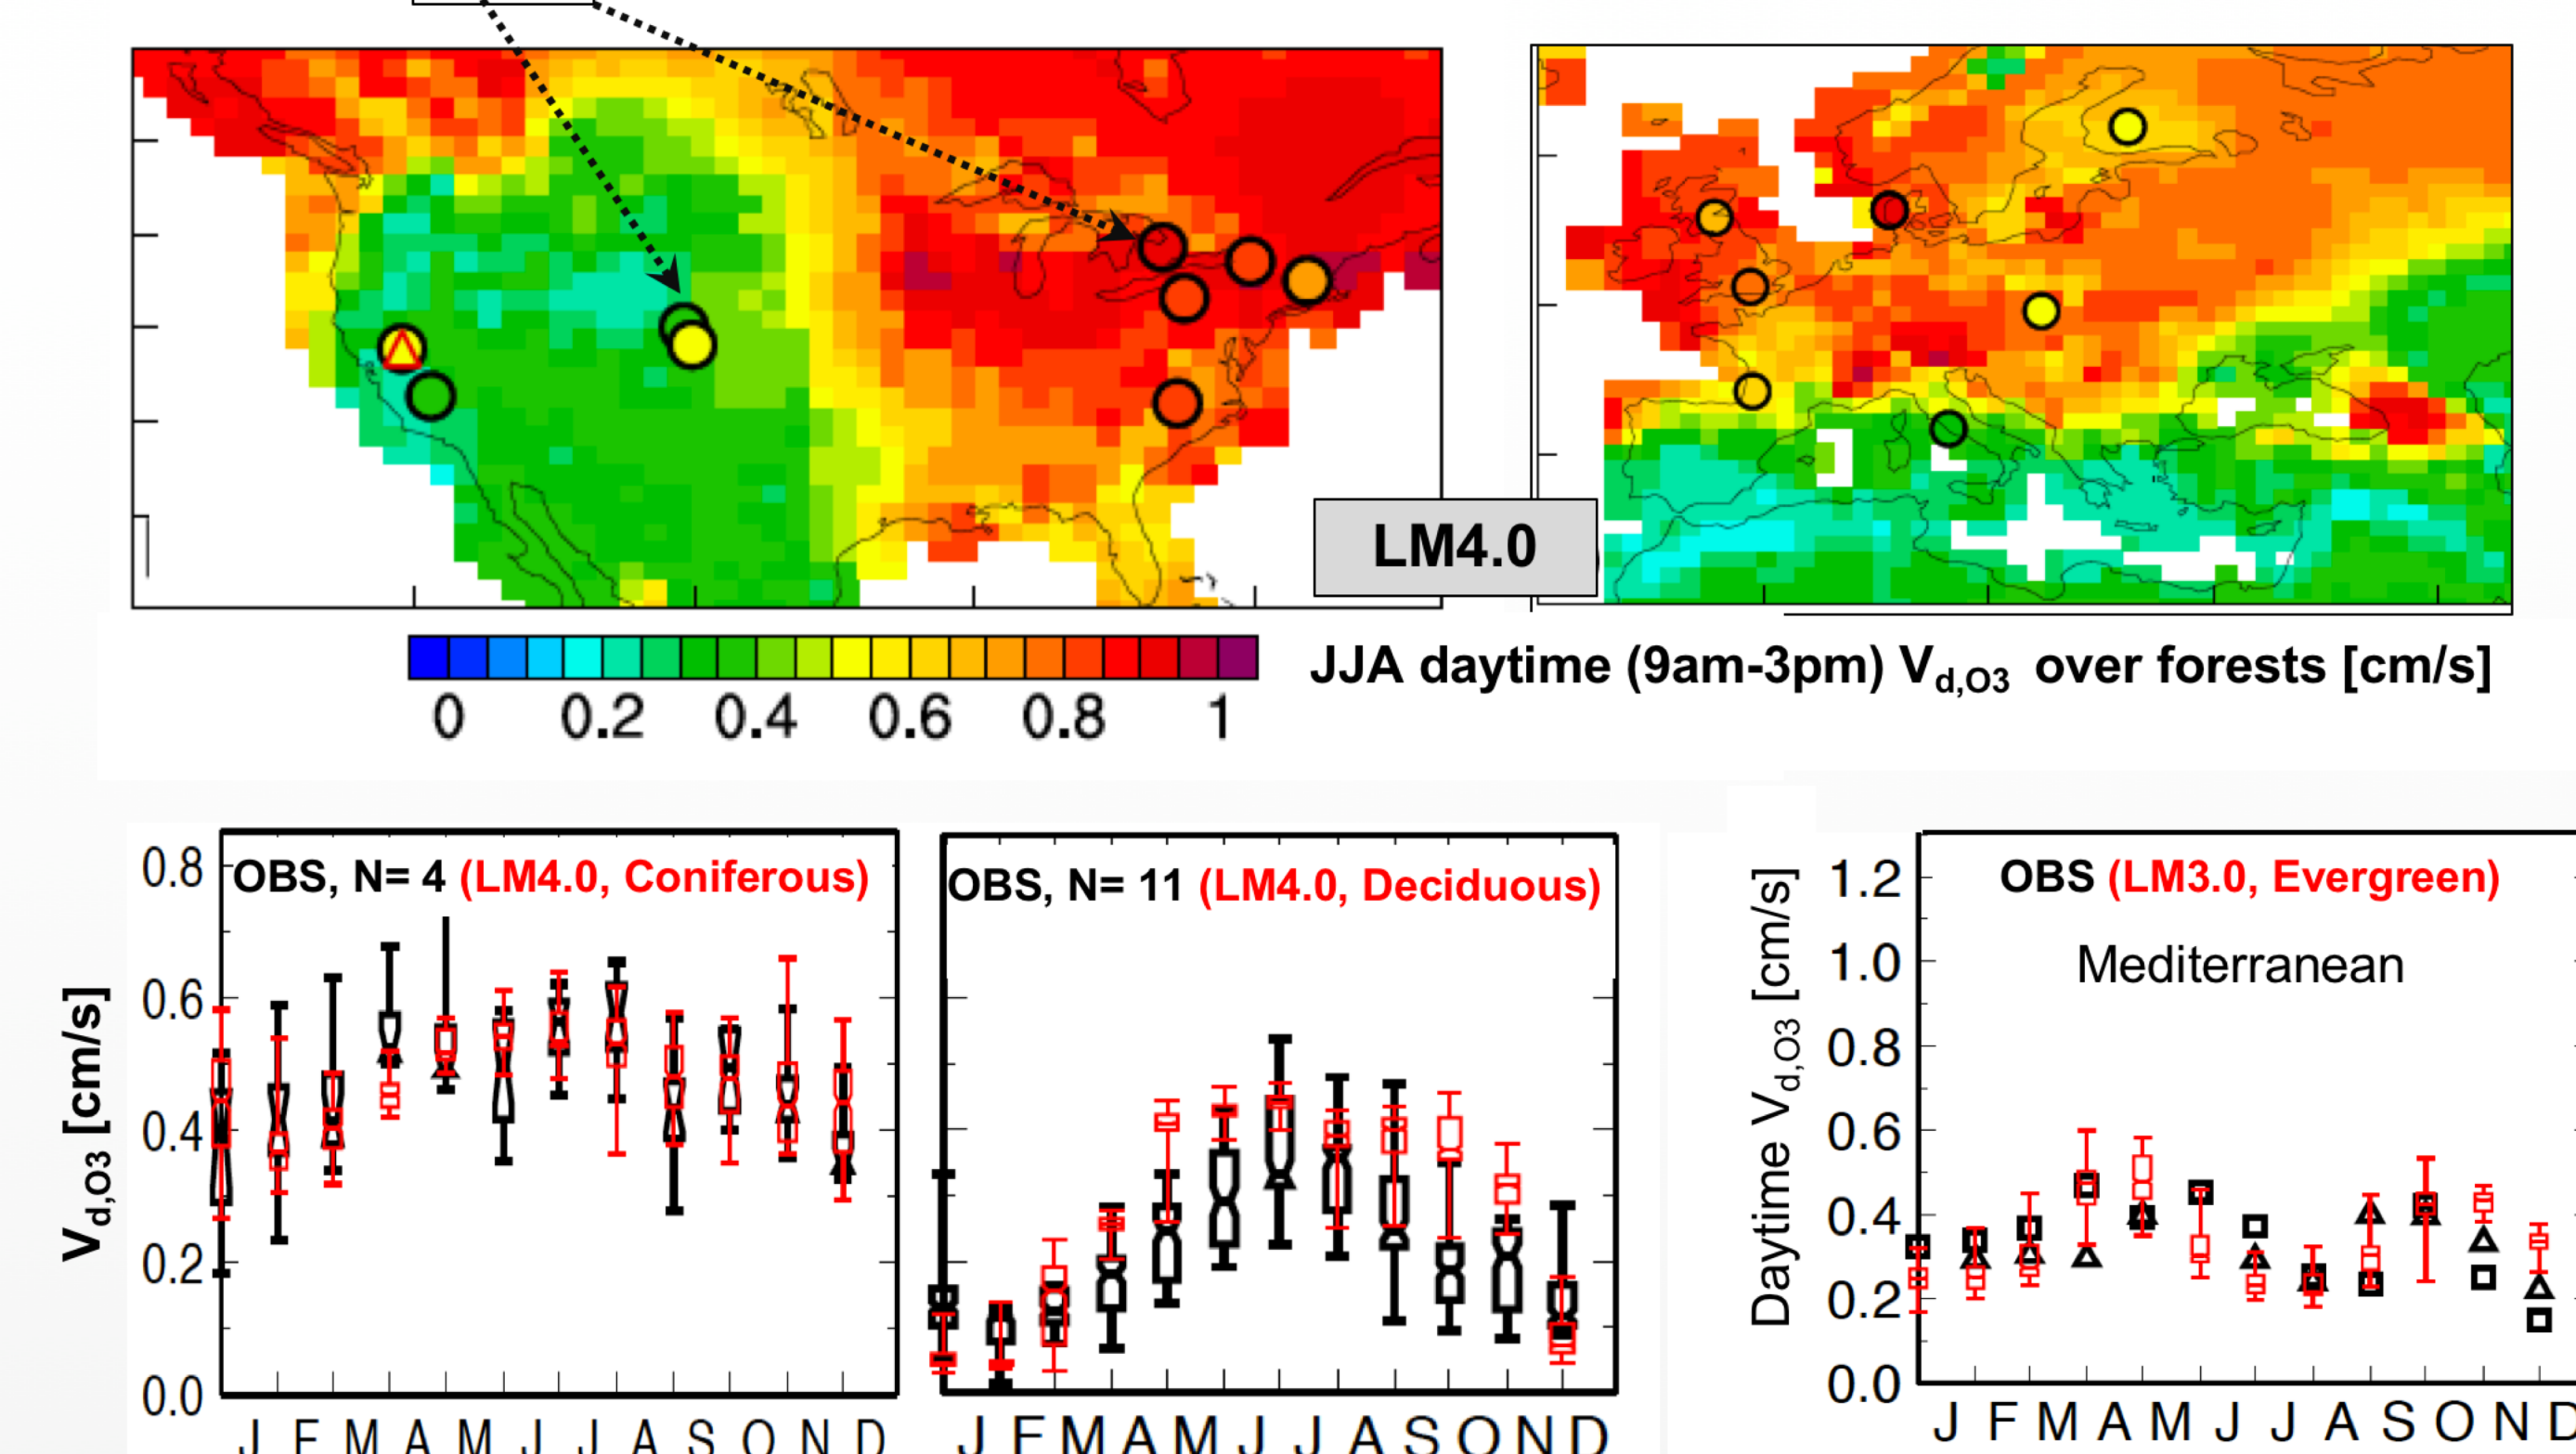 LM4.0
JJA daytime (9am-3pm) Vd,O3 over forests [cm/s]
0 0.2 0.4 0.6 0.8 1
OBS, N= 4 (LM4.0, Coniferous)
Vd,O3 [cm/s]
0.8
0.6
0.4
0.2
0.0
J F M A M J J A S O N D
OBS, N= 11 (LM4.0, Deciduous)
J F M A M J J A S O N D
OBS (LM3.0, Evergreen)
Mediterranean
Daytime Vd,O3 [cm/s]
1.2
1.0
0.8
0.6
0.4
0.2
0.0
J F M A M J J A S O N D